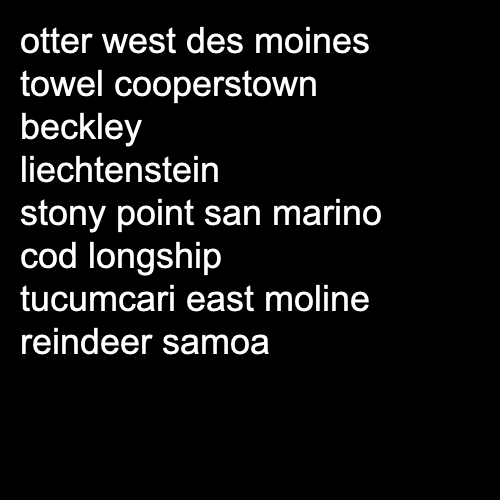 otter west des moines
towel cooperstown
beckley
liechtenstein
stony point san marino
cod longship
tucumcari east moline
reindeer samoa